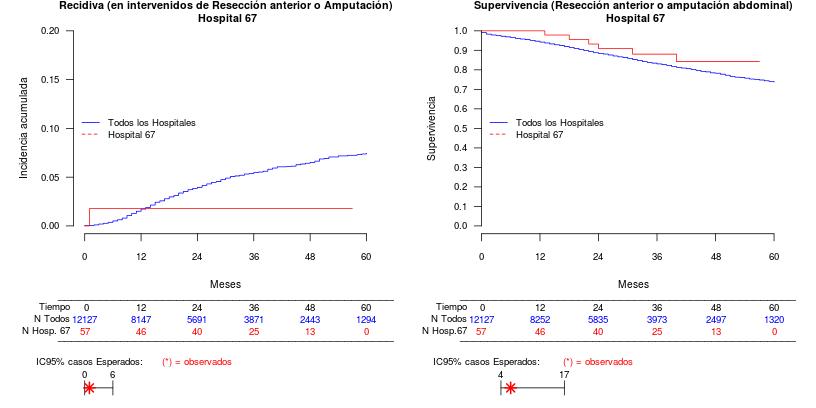 Recidiva (en intervenidos de Resección anterior o Amputación)
Hospital 67
Incidencia acumulada
0.20
0.15
0.10
0.05
0.00
Todos los Hospitales
Hospital 67
0 12 24 36 48 60
Meses
Tiempo 0 12 24 36 48 60
N Todos 12127 8147 5691 3871 2443 1294
N Hosp. 67 57 46 40 25 13 0
IC95% casos Esperados: (*) = observados
0 6
Supervivencia (Resección anterior o amputación abdominal)
Hospital 67
Supervivencia
1.0
0.9
0.8
0.7
0.6
0.5
0.4
0.3
0.2
0.1
0.0
Todos los Hospitales
Hospital 67
0 12 24 36 48 60
Meses
Tiempo 0 12 24 36 48 60
N Todos 12127 8252 5835 3973 2497 1320
N Hosp.67 57 46 40 25 13 0
IC95% casos Esperados: (*) = observados
4 17